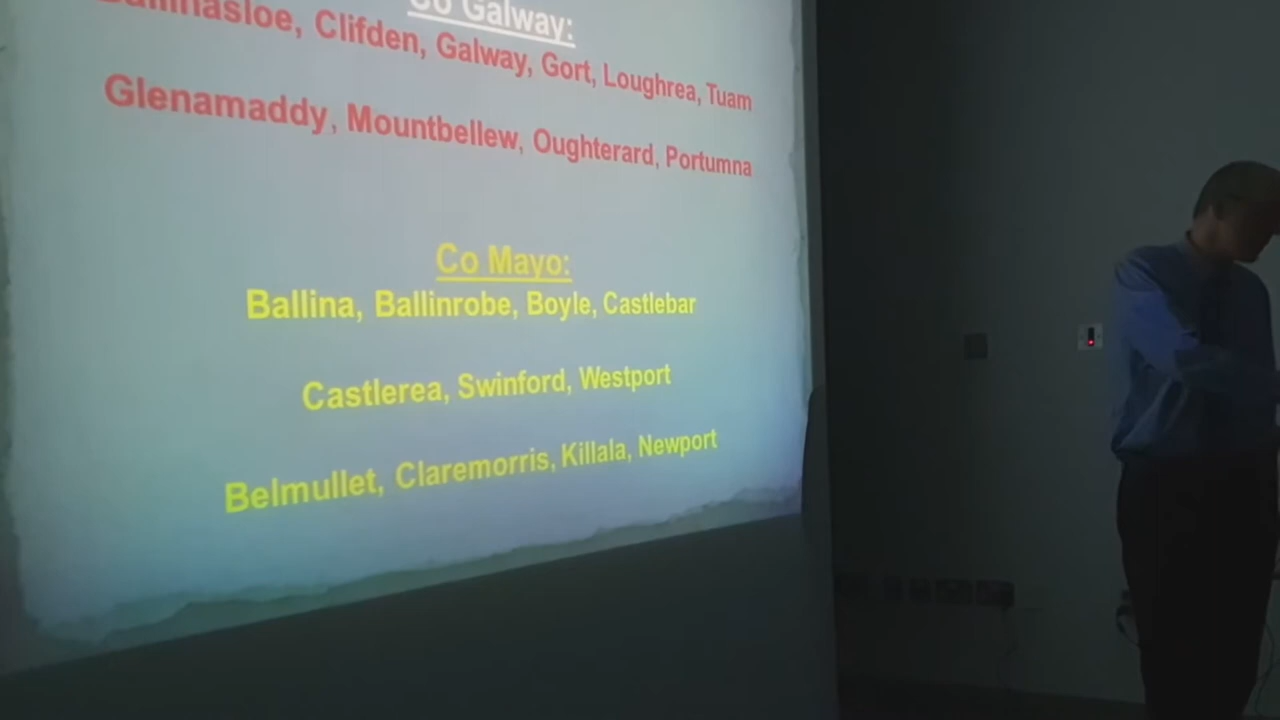 Co Galway:
Ballinasloe, Clifden, Galway, Gort, Loughrea, Tuam
Glenamaddy, Mountbellew, Oughterard, Portumna
Co Mayo:
Ballina, Ballinrobe, Boyle, Castlebar
Castlerea, Swinford, Westport
Belmullet, Claremorris, Killala, Newport